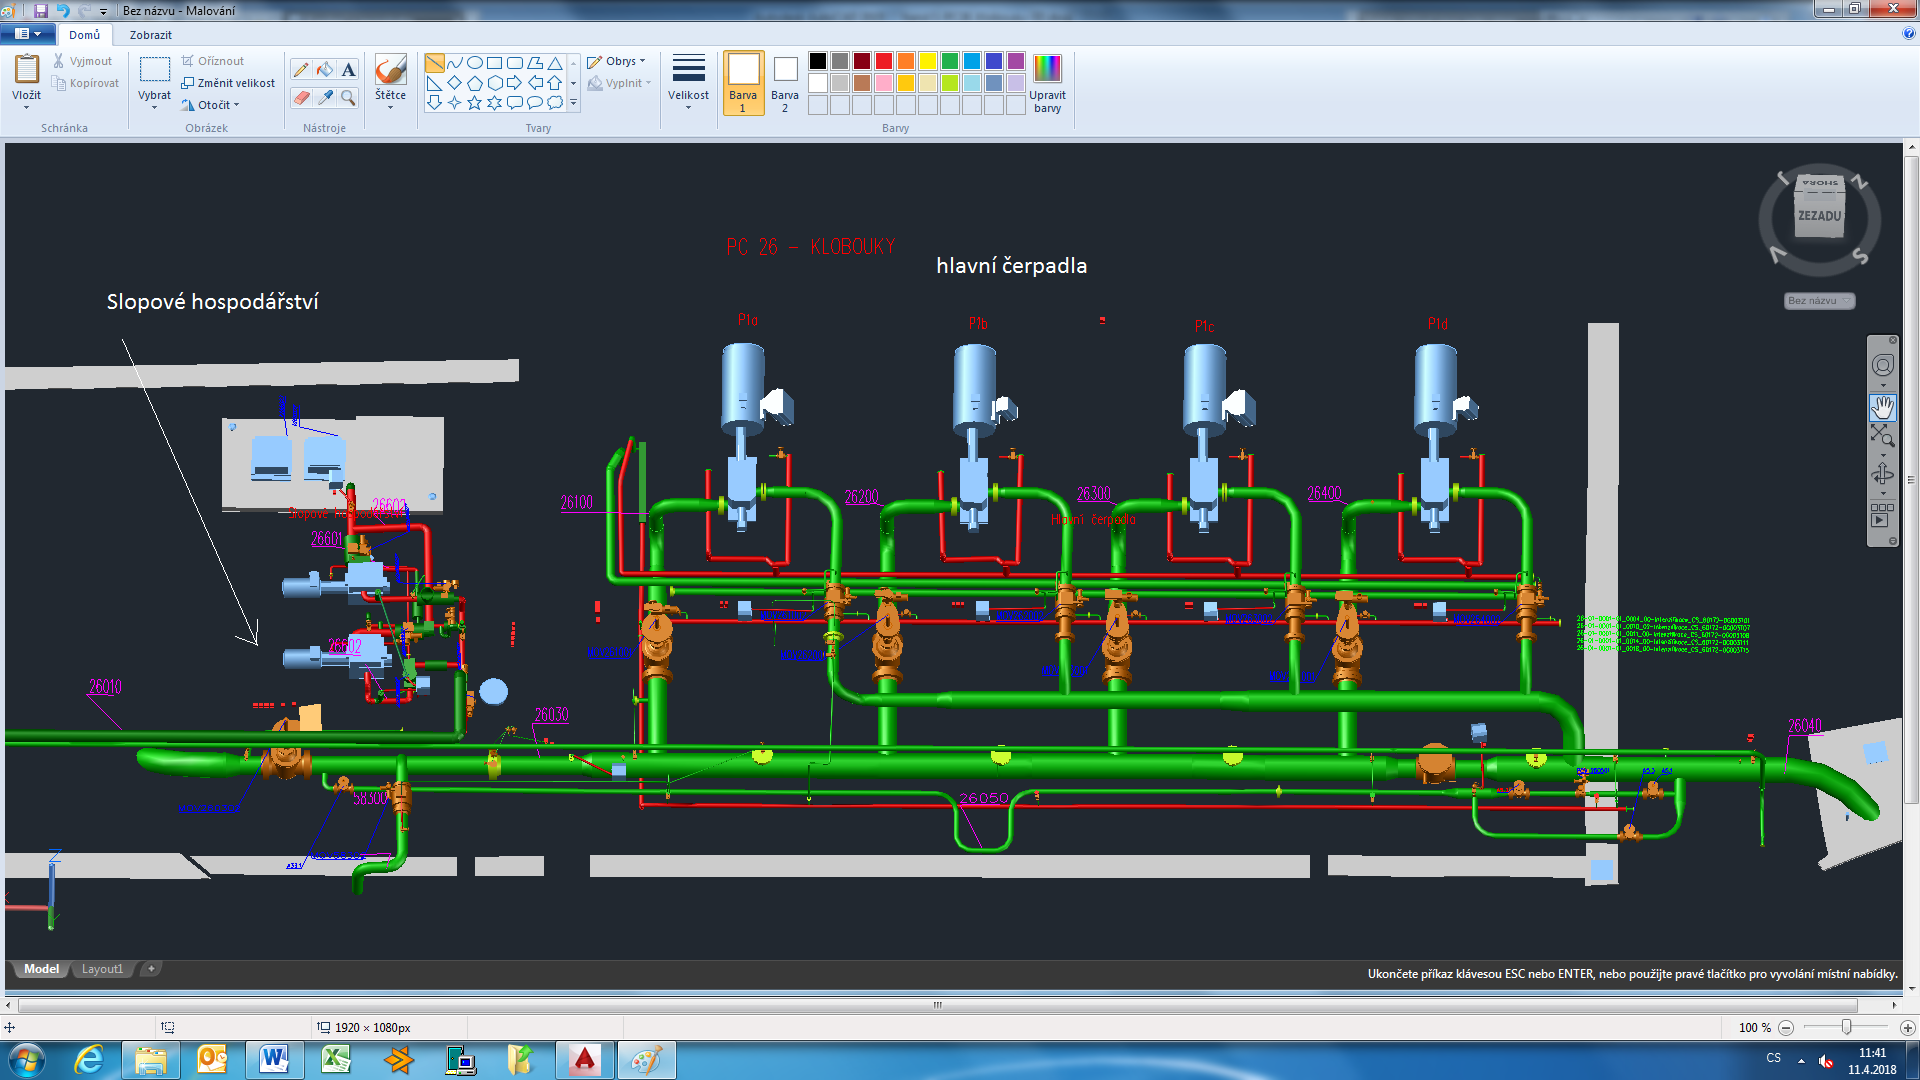 Bez názvu - Malování
Domů
Zobrazit
Vložit
Vyjmout
Kopírovat
Schránka
Vybrat
Oříznout
Změnit velikost
Otočit
Obrázek
Nástroje
Štětce
Tvary
Obrys
Vyplnit
Velikost
Barva
1
Barva
2
Upravit
barvy
Barvy
PC 26 - KLOBOUKY
hlavní čerpadla
Slopové hospodářství
P1a
P1b
P1c
P1d
SHORA
ZEZADU
J
Z
V
S
Bez názvu
26100
26200
26300
26400
Hlavní čerpadla
26602
26601
26602
26010
26030
26040
26050
58300
Z
X
Model
Layout1
+
Ukončete příkaz klávesou ESC nebo ENTER, nebo použijte pravé tlačítko pro vyvolání místní nabídky.
1920 × 1080px
100 %
CS
11:41
11.4.2018